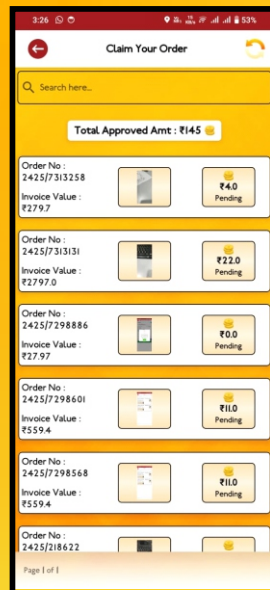 3:26
53%
Claim Your Order
Search here...
Total Approved Amt : ₹145
Order No :
2425/7313258
Invoice Value :
₹279.7
₹4.0
Pending
Order No :
2425/7313131
Invoice Value :
₹2797.0
₹22.0
Pending
Order No :
2425/7298886
Invoice Value :
₹27.97
₹0.0
Pending
Order No :
2425/7298601
Invoice Value :
₹559.4
₹11.0
Pending
Order No :
2425/7298568
Invoice Value :
₹559.4
₹11.0
Pending
Order No :
2425/218622
Page 1 of 1